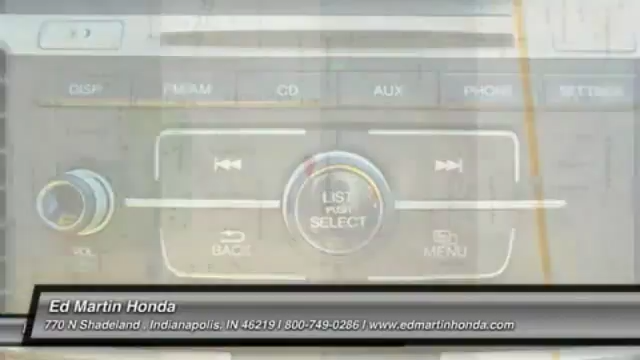 DISP FM/AM CD AUX PHONE SETTINGS
LIST
PUSH
SELECT
VOL BACK MENU
Ed Martin Honda
770 N Shadeland , Indianapolis, IN 46219 | 800-749-0286 | www.edmartinhonda.com